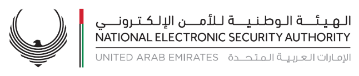 الهيئة الوطنية للأمن الإلكتروني
NATIONAL ELECTRONIC SECURITY AUTHORITY
UNITED ARAB EMIRATES الإمارات العربية المتحدة